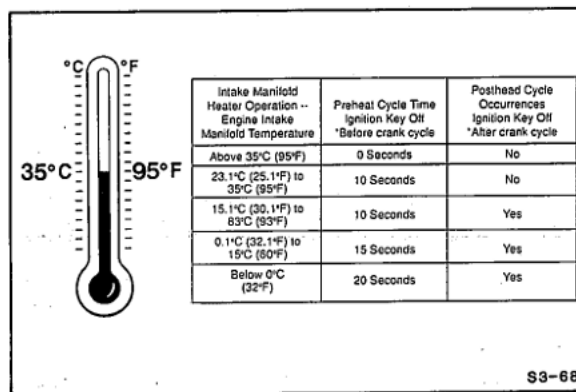 °C °F
35°C 95°F
Intake Manifold
Heater Operation --
Engine Intake
Manifold Temperature
Preheat Cycle Time
Ignition Key Off
*Before crank cycle
Posthead Cycle
Occurrences
Ignition Key Off
*After crank cycle
Above 35°C (95°F)
0 Seconds
No
23.1°C (25.1°F) to
35°C (95°F)
10 Seconds
No
15.1°C (30.1°F) to
83°C (93°F)
10 Seconds
Yes
0.1°C (32.1°F) to
15°C (60°F)
15 Seconds
Yes
Below 0°C
(32°F)
20 Seconds
Yes
S3-68